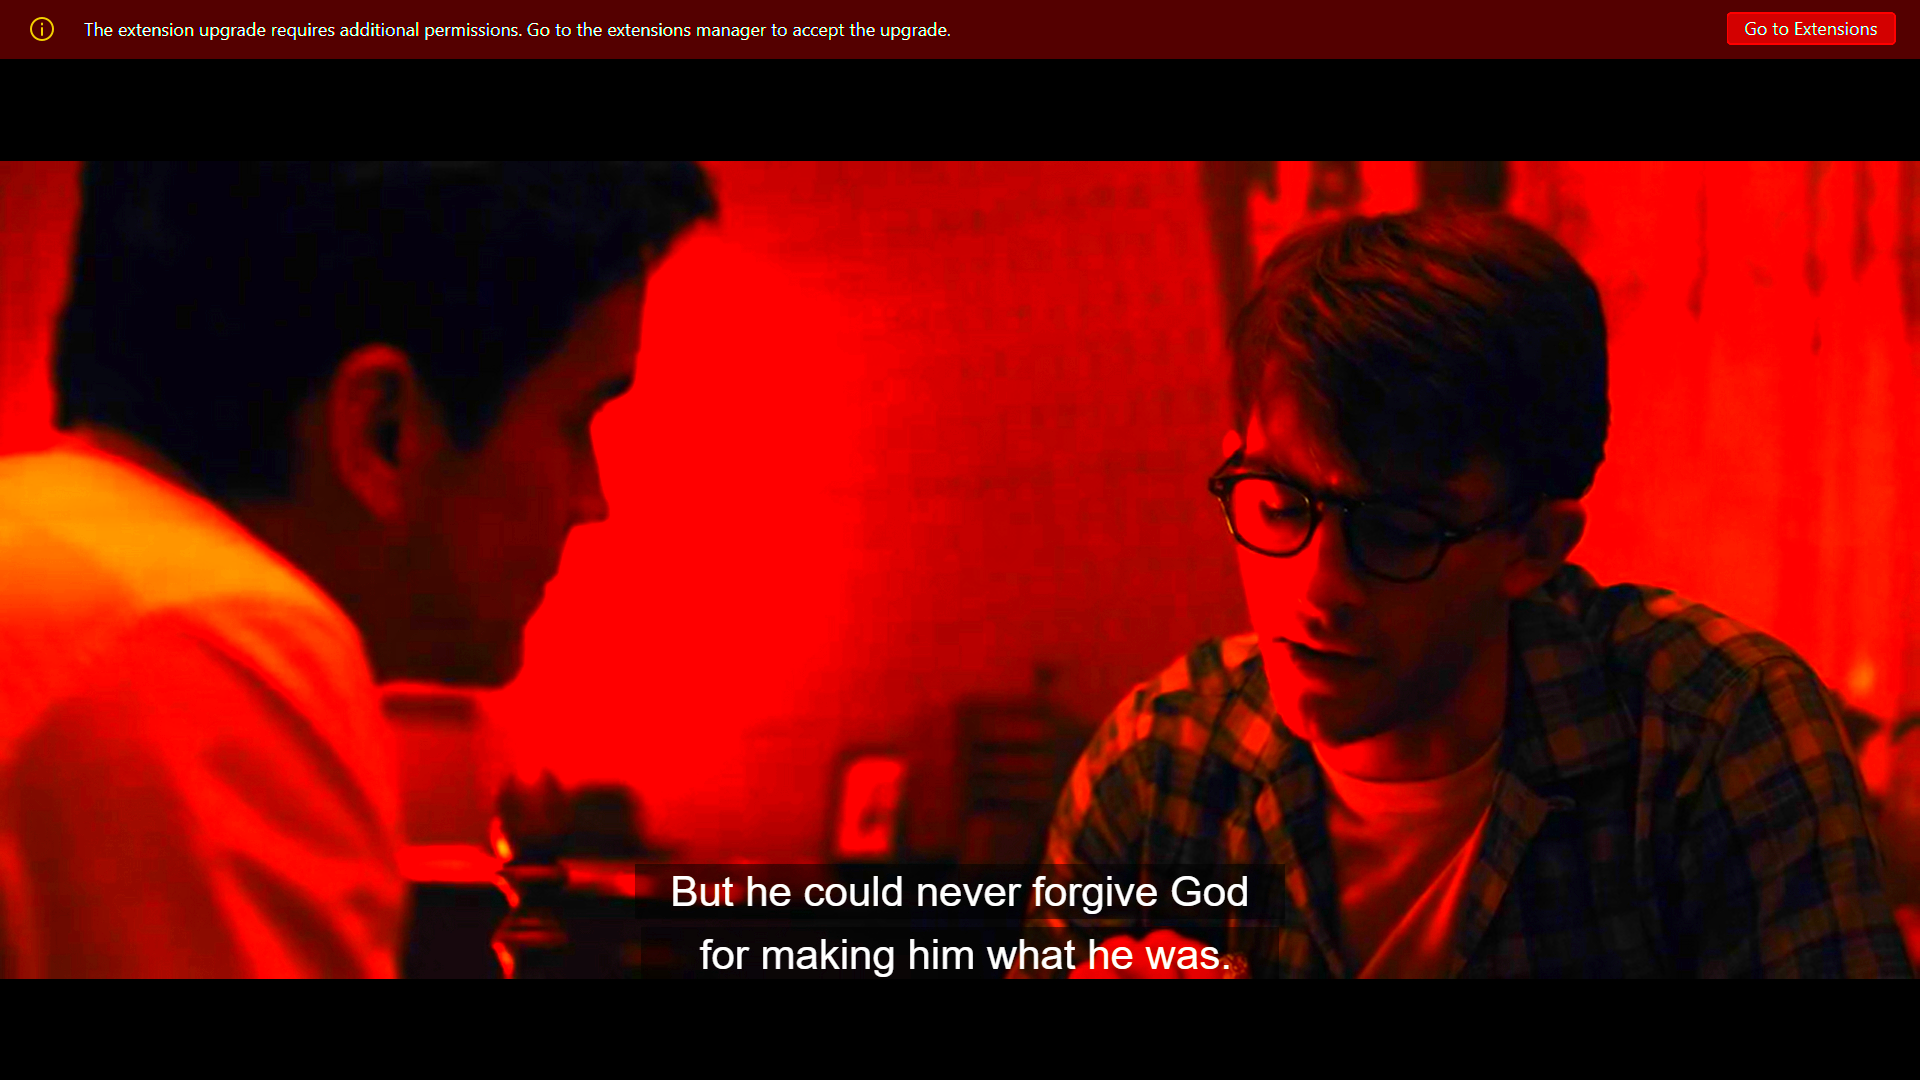 The extension upgrade requires additional permissions. Go to the extensions manager to accept the upgrade.
Go to Extensions
But he could never forgive God
for making him what he was.